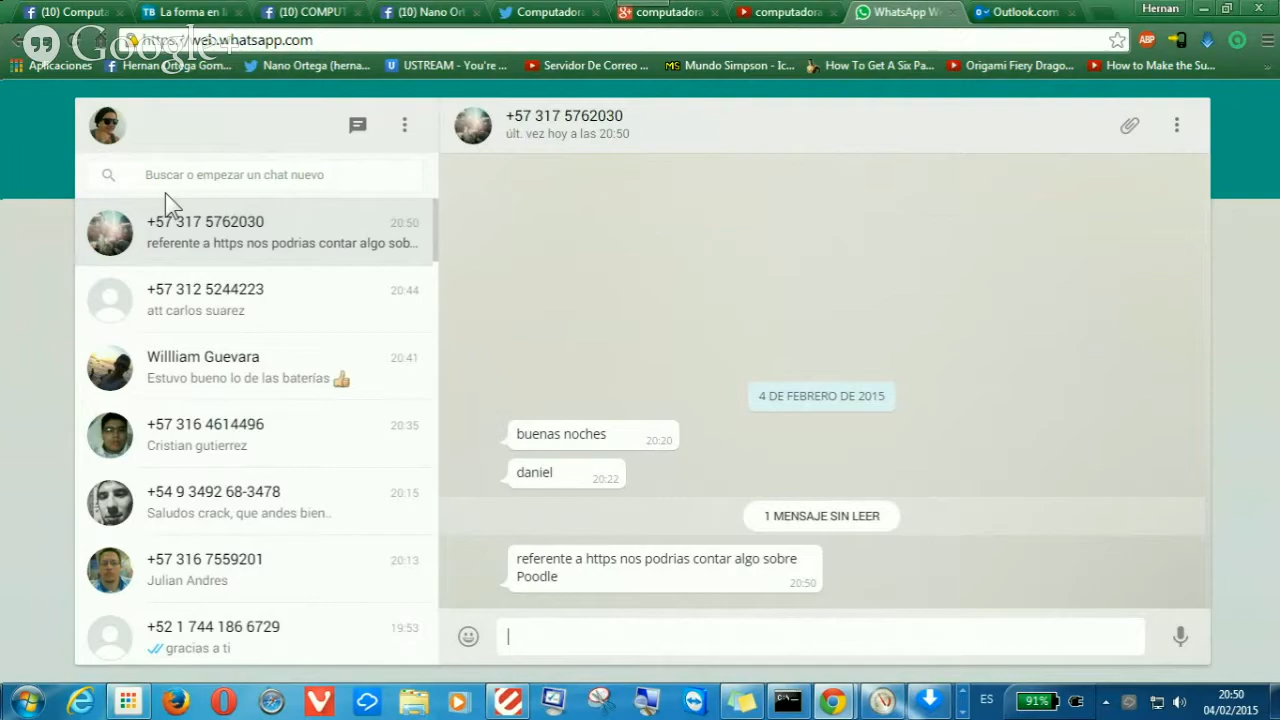 (10) Computa
La forma en l
(10) COMPUT
(10) Nano Ort
Computadora
computadora
computadora
WhatsApp W
Outlook.com
Hernan
https://web.whatsapp.com
Google+
ABP
Aplicaciones
Hernan Ortega Gom...
Nano Ortega (herna...
USTREAM - You're ...
Servidor De Correo ...
Mundo Simpson - Ic...
How To Get A Six Pa...
Origami Fiery Drago...
How to Make the Su...
Buscar o empezar un chat nuevo
+57 317 5762030
20:50
referente a https nos podrias contar algo sob...
+57 312 5244223
20:44
att carlos suarez
Willliam Guevara
20:41
Estuvo bueno lo de las baterías 👍
+57 316 4614496
20:35
Cristian gutierrez
+54 9 3492 68-3478
20:15
Saludos crack, que andes bien..
+57 316 7559201
20:13
Julian Andres
+52 1 744 186 6729
19:53
gracias a ti
+57 317 5762030
últ. vez hoy a las 20:50
4 DE FEBRERO DE 2015
buenas noches
20:20
daniel
20:22
1 MENSAJE SIN LEER
referente a https nos podrias contar algo sobre
Poodle
20:50
ES
91%
20:50
04/02/2015